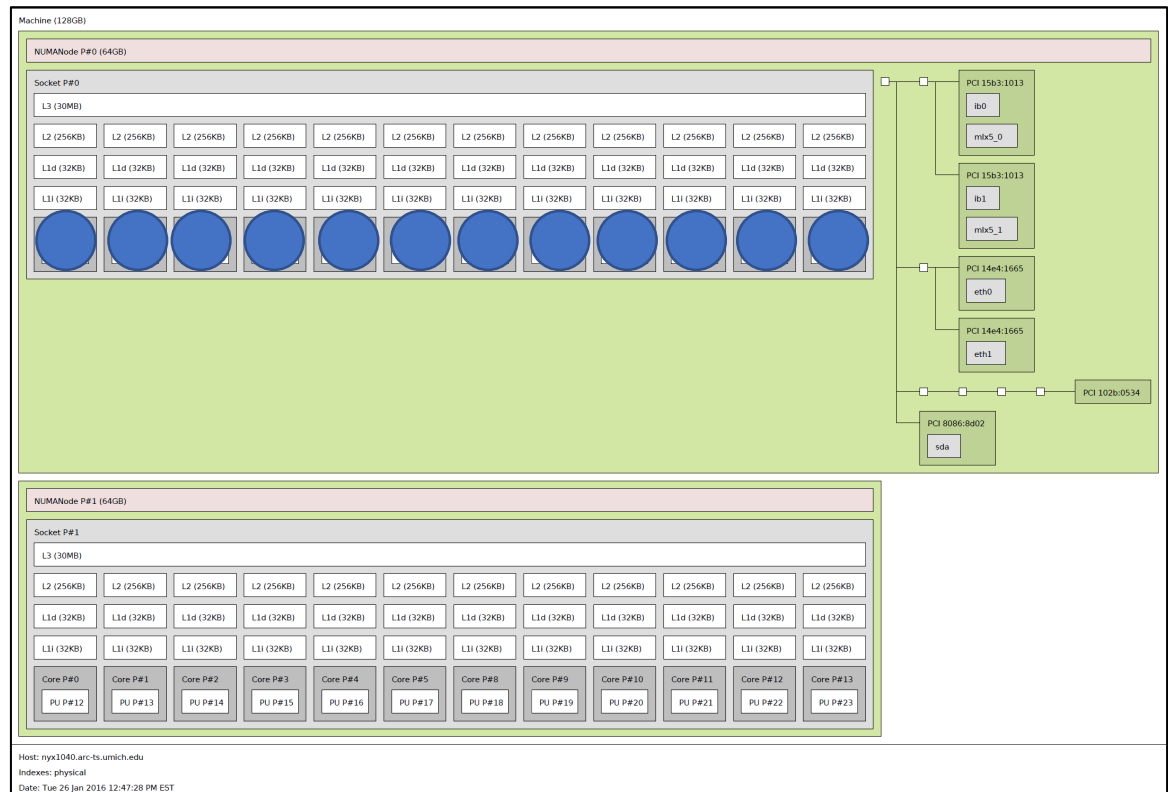 Machine (128GB)
NUMANode P#0 (64GB)
Socket P#0
L3 (30MB)
L2 (256KB) L2 (256KB) L2 (256KB) L2 (256KB) L2 (256KB) L2 (256KB) L2 (256KB) L2 (256KB) L2 (256KB) L2 (256KB) L2 (256KB) L2 (256KB)
L1d (32KB) L1d (32KB) L1d (32KB) L1d (32KB) L1d (32KB) L1d (32KB) L1d (32KB) L1d (32KB) L1d (32KB) L1d (32KB) L1d (32KB) L1d (32KB)
L1i (32KB) L1i (32KB) L1i (32KB) L1i (32KB) L1i (32KB) L1i (32KB) L1i (32KB) L1i (32KB) L1i (32KB) L1i (32KB) L1i (32KB) L1i (32KB)
PCI 15b3:1013
ib0
mlx5_0
PCI 15b3:1013
ib1
mlx5_1
PCI 14e4:1665
eth0
PCI 14e4:1665
eth1
PCI 102b:0534
PCI 8086:8d02
sda
NUMANode P#1 (64GB)
Socket P#1
L3 (30MB)
L2 (256KB) L2 (256KB) L2 (256KB) L2 (256KB) L2 (256KB) L2 (256KB) L2 (256KB) L2 (256KB) L2 (256KB) L2 (256KB) L2 (256KB) L2 (256KB)
L1d (32KB) L1d (32KB) L1d (32KB) L1d (32KB) L1d (32KB) L1d (32KB) L1d (32KB) L1d (32KB) L1d (32KB) L1d (32KB) L1d (32KB) L1d (32KB)
L1i (32KB) L1i (32KB) L1i (32KB) L1i (32KB) L1i (32KB) L1i (32KB) L1i (32KB) L1i (32KB) L1i (32KB) L1i (32KB) L1i (32KB) L1i (32KB)
Core P#0 Core P#1 Core P#2 Core P#3 Core P#4 Core P#5 Core P#8 Core P#9 Core P#10 Core P#11 Core P#12 Core P#13
PU P#12 PU P#13 PU P#14 PU P#15 PU P#16 PU P#17 PU P#18 PU P#19 PU P#20 PU P#21 PU P#22 PU P#23
Host: nyx1040.arc-ts.umich.edu
Indexes: physical
Date: Tue 26 Jan 2016 12:47:28 PM EST